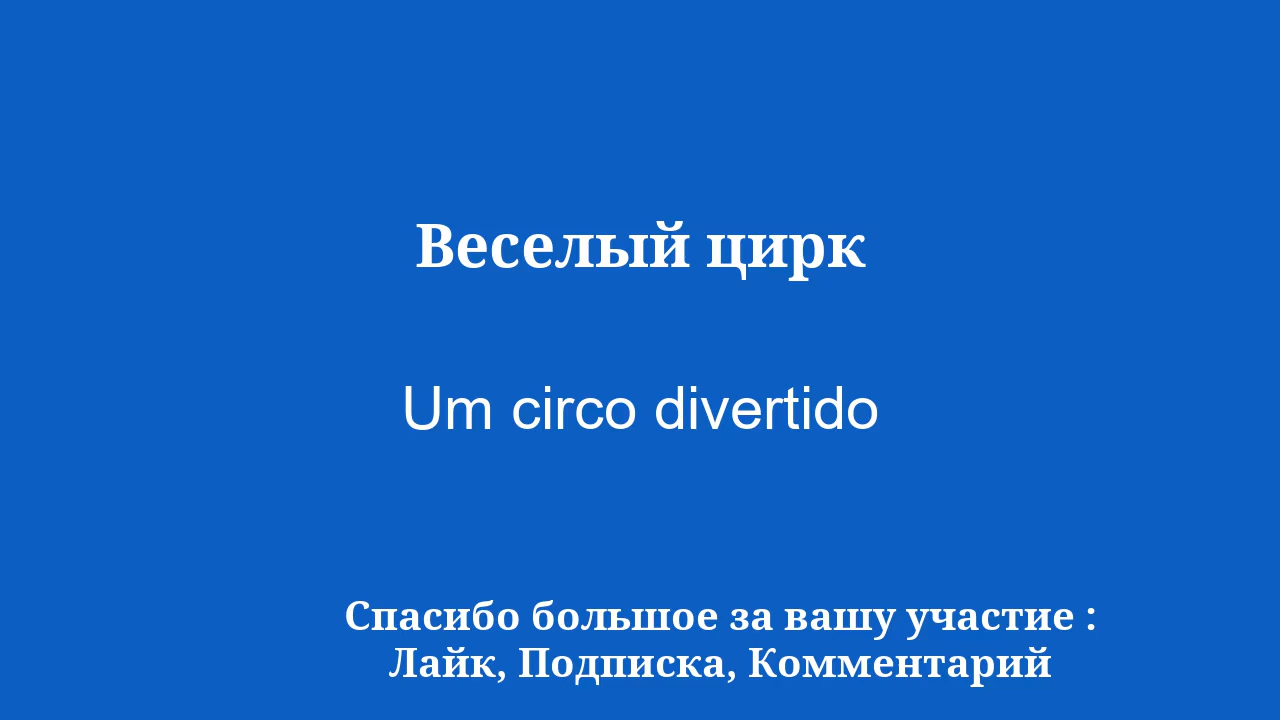 Веселый цирк
Um circo divertido
Спасибо большое за вашу участие :
Лайк, Подписка, Комментарий